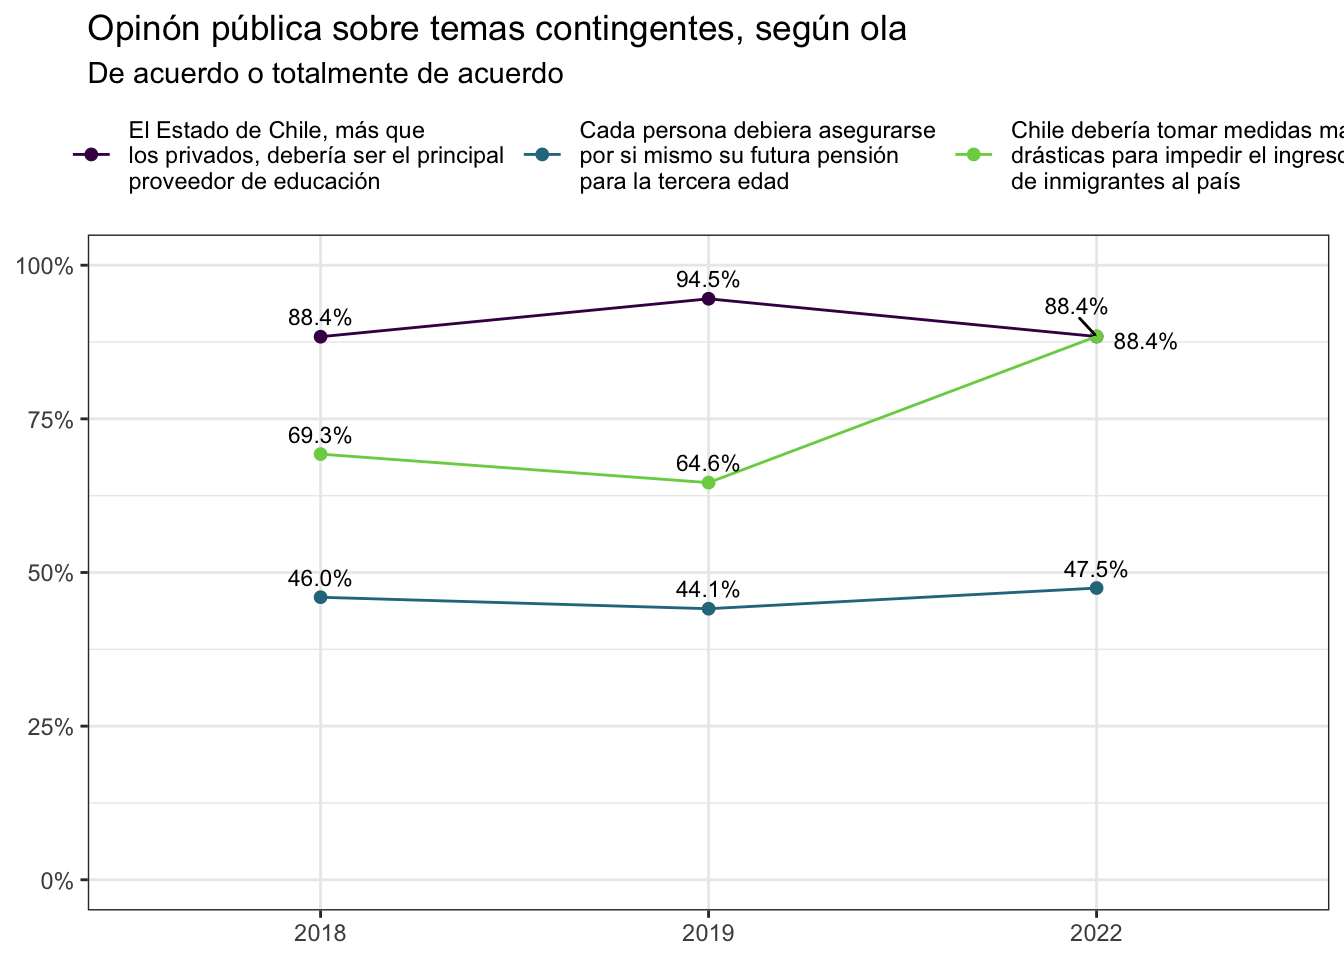 Opinón pública sobre temas contingentes, según ola
De acuerdo o totalmente de acuerdo
El Estado de Chile, más que
los privados, debería ser el principal
proveedor de educación
Cada persona debiera asegurarse
por si mismo su futura pensión
para la tercera edad
Chile debería tomar medidas
drásticas para impedir el
de inmigrantes al país
100%
94.5%
88.4%
88.4%
88.4%
75%
69.3%
64.6%
50%
46.0%
44.1%
47.5%
25%
0%
2018
2019
2022